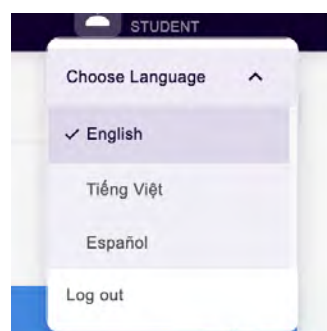 STUDENT
Choose Language
English
Tiếng Việt
Español
Log out